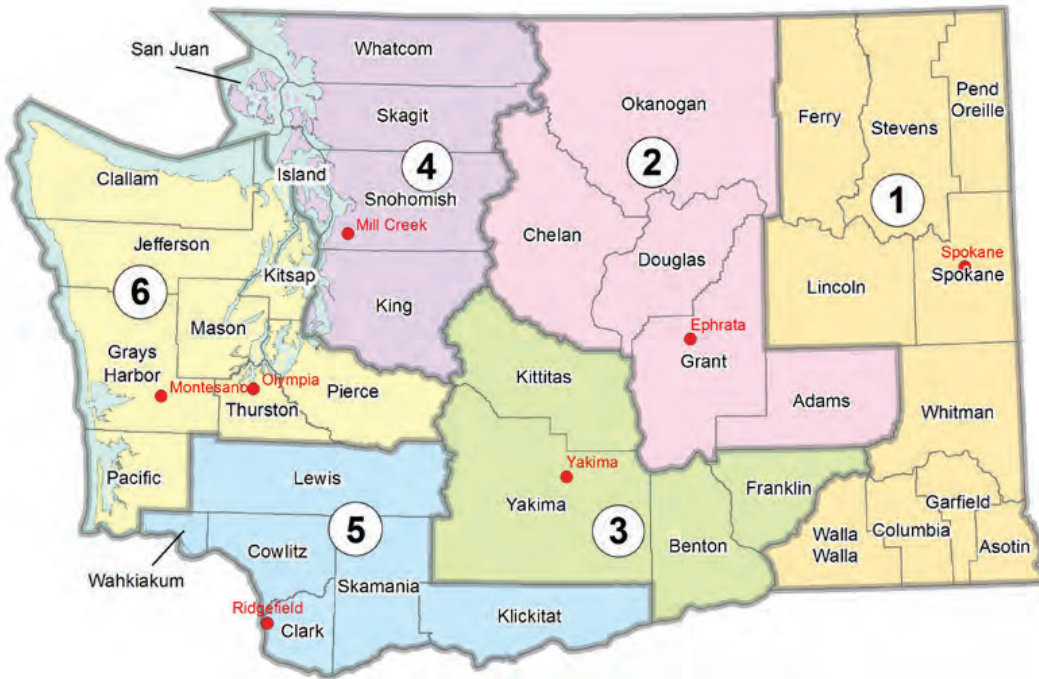 San Juan
Whatcom
Skagit
Island
4
Snohomish
Mill Creek
King
Okanogan
2
Chelan
Douglas
Ephrata
Grant
Adams
Ferry
Stevens
Pend
Oreille
1
Spokane
Spokane
Lincoln
Whitman
Garfield
Columbia
Walla
Walla
Asotin
Clallam
Jefferson
Kitsap
6
Mason
Grays
Harbor
Montesano
Olympia
Thurston
Pierce
Pacific
Kittitas
Yakima
Yakima
3
Benton
Franklin
Lewis
5
Cowlitz
Wahkiakum
Skamania
Ridgefield
Clark
Klickitat